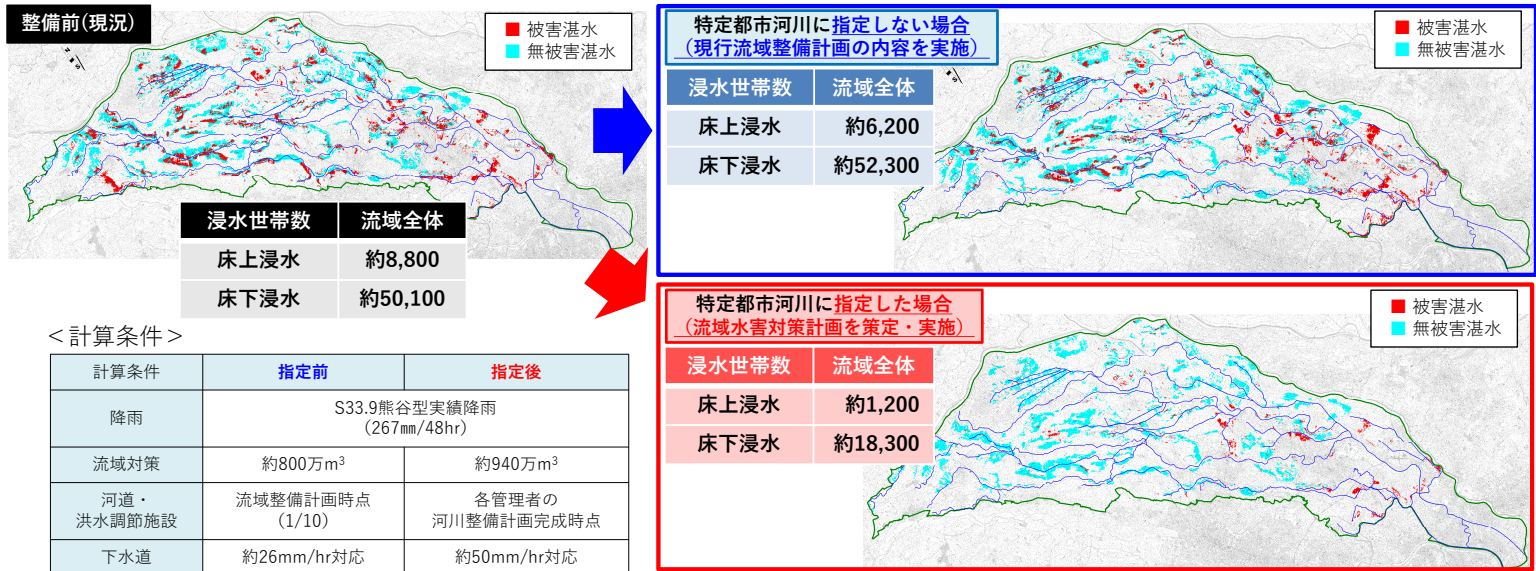 整備前(現況)
■ 被害湛水
■ 無被害湛水
浸水世帯数 流域全体
床上浸水 約8,800
床下浸水 約50,100
＜計算条件＞
計算条件 指定前 指定後
降雨 S33.9熊谷型実績降雨
(267㎜/48hr)
流域対策 約800万m³ 約940万m³
河道・
洪水調節施設
流域整備計画時点
(1/10)
各管理者の
河川整備計画完成時点
下水道 約26mm/hr対応 約50mm/hr対応
特定都市河川に指定しない場合
(現行流域整備計画の内容を実施)
■ 被害湛水
■ 無被害湛水
浸水世帯数 流域全体
床上浸水 約6,200
床下浸水 約52,300
特定都市河川に指定した場合
(流域水害対策計画を策定・実施)
■ 被害湛水
■ 無被害湛水
浸水世帯数 流域全体
床上浸水 約1,200
床下浸水 約18,300